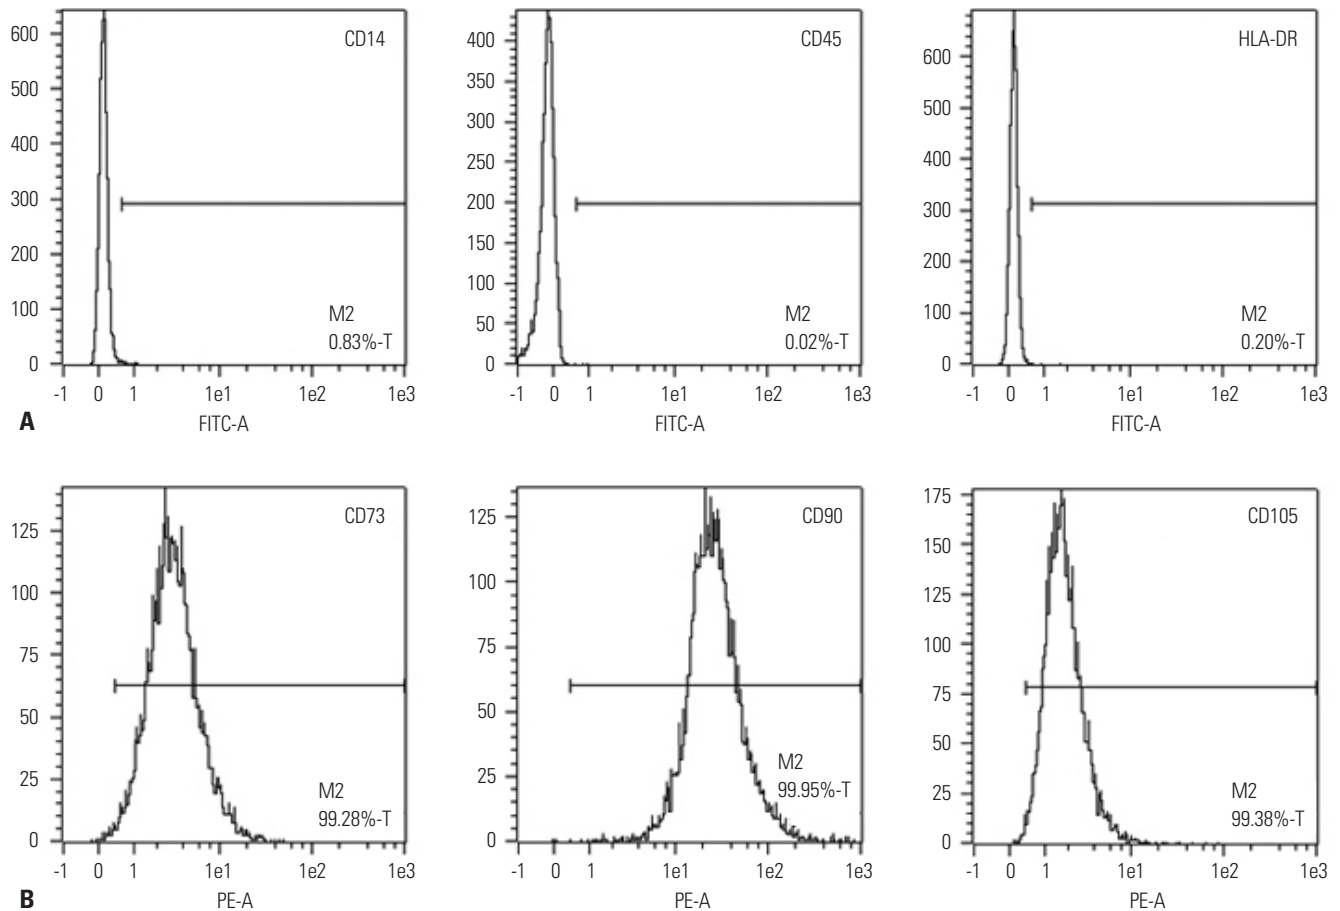 CD14
600
500
400
300
200
100
0
M2
0.83%-T
-1 0 1 1e1 1e2 1e3
FITC-A
CD45
400
350
300
250
200
150
100
50
0
M2
0.02%-T
-1 0 1 1e1 1e2 1e3
FITC-A
HLA-DR
600
500
400
300
200
100
0
M2
0.20%-T
-1 0 1 1e1 1e2 1e3
FITC-A
A
CD73
125
100
75
50
25
0
M2
99.28%-T
-1 0 1 1e1 1e2 1e3
PE-A
CD90
125
100
75
50
25
0
M2
99.95%-T
-1 0 1 1e1 1e2 1e3
PE-A
CD105
175
150
125
100
75
50
25
0
M2
99.38%-T
-1 0 1 1e1 1e2 1e3
PE-A
B